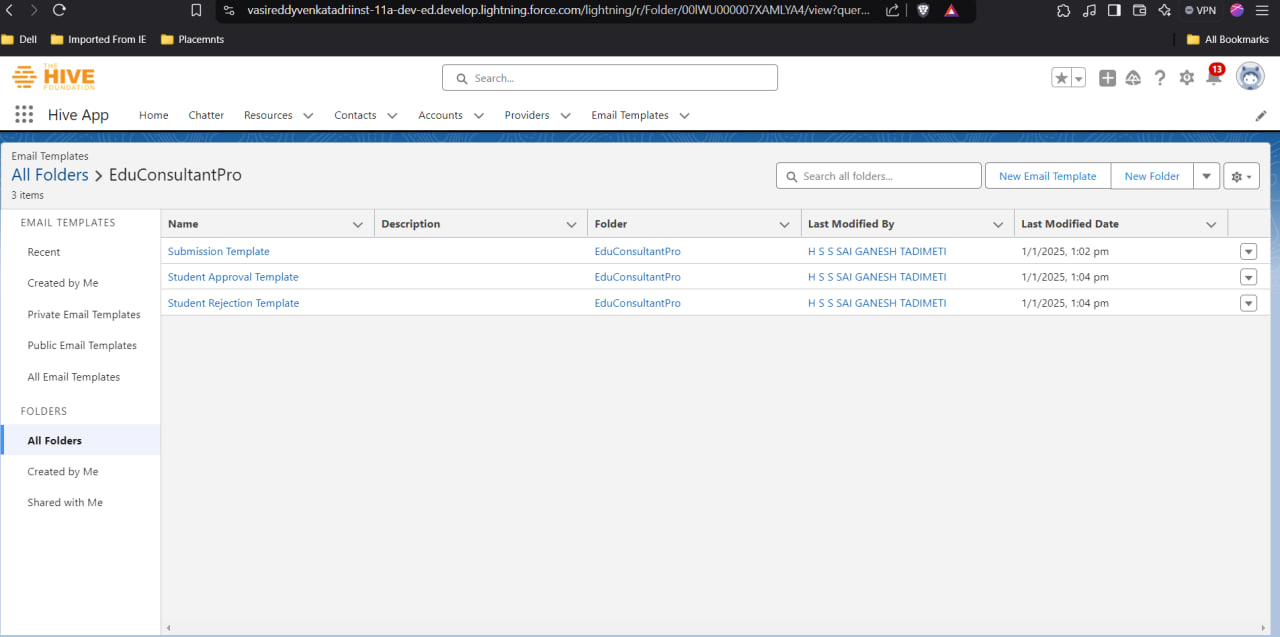 vasireddyvenkatadriinst-11a-dev-ed.develop.lightning.force.com/lightning/r/Folder/00lWU000007XAMLYA4/view?quer...
VPN
Dell
Imported From IE
Placemnts
All Bookmarks
THE
HIVE
FOUNDATION
Search...
13
Hive App
Home
Chatter
Resources
Contacts
Accounts
Providers
Email Templates
Email Templates
All Folders > EduConsultantPro
3 items
Search all folders...
New Email Template
New Folder
EMAIL TEMPLATES
Recent
Created by Me
Private Email Templates
Public Email Templates
All Email Templates
FOLDERS
All Folders
Created by Me
Shared with Me
Name Description Folder Last Modified By Last Modified Date
Submission Template EduConsultantPro H S S SAI GANESH TADIMETI 1/1/2025, 1:02 pm
Student Approval Template EduConsultantPro H S S SAI GANESH TADIMETI 1/1/2025, 1:04 pm
Student Rejection Template EduConsultantPro H S S SAI GANESH TADIMETI 1/1/2025, 1:04 pm